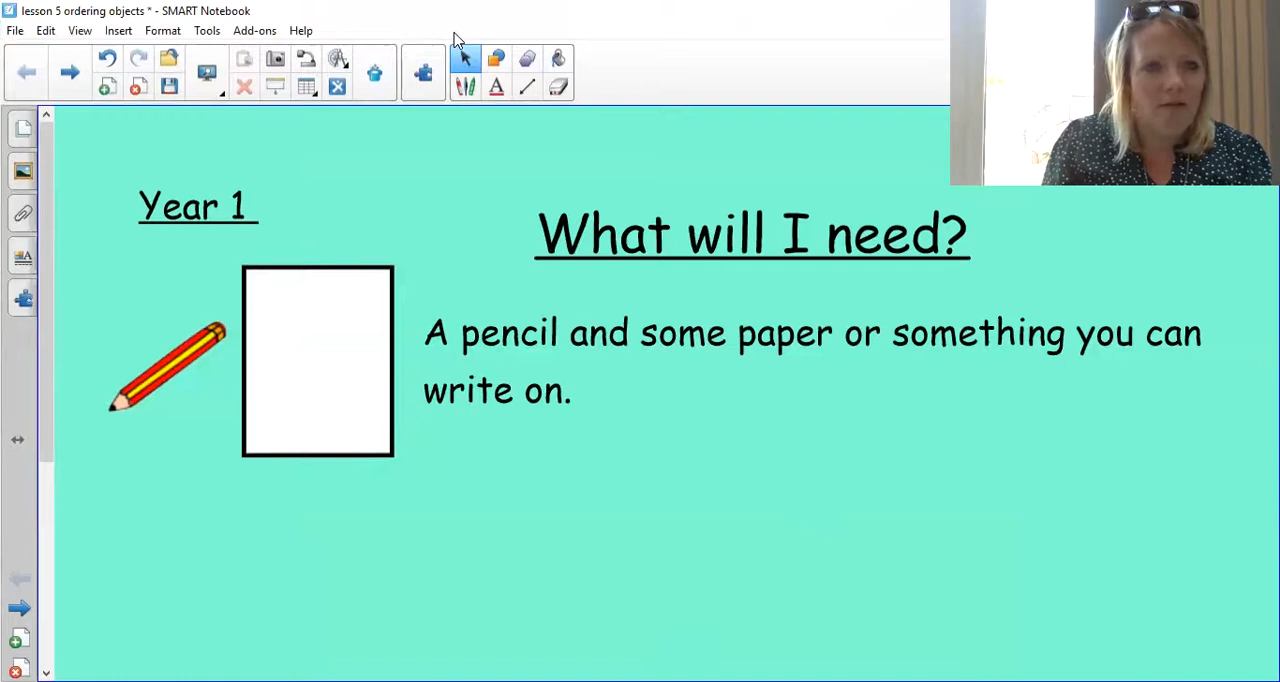 lesson 5 ordering objects * - SMART Notebook
File Edit View Insert Format Tools Add-ons Help
Year 1
What will I need?
A pencil and some paper or something you can
write on.